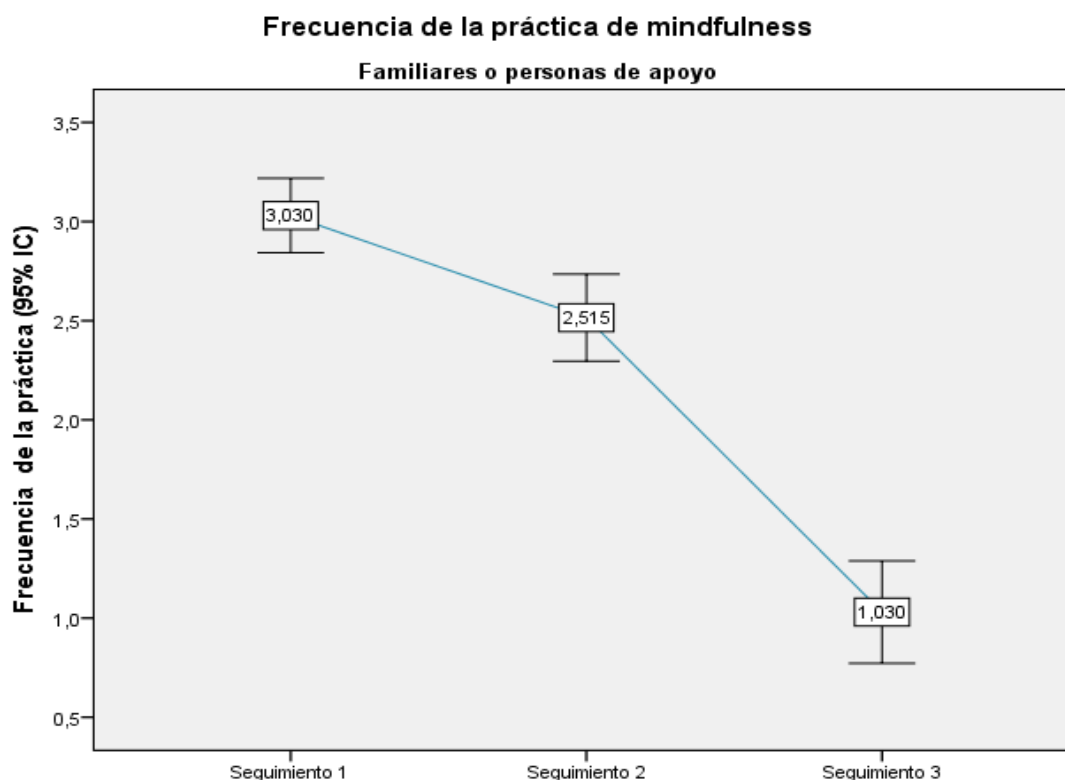 Frecuencia de la práctica de mindfulness
Familiares o personas de apoyo
Frecuencia de la práctica (95% IC)
3,5
3,0
2,5
2,0
1,5
1,0
0,5
3,030
2,515
1,030
Seguimiento 1
Seguimiento 2
Seguimiento 3